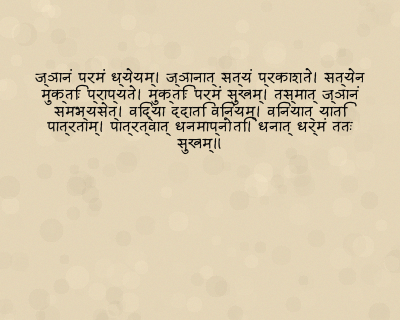 ज्ञानं परमं ध्येयम्। ज्ञानात् सत्यं प्रकाशते। सत्येन
मुक्तिः प्राप्यते। मुक्तिः परमं सुखम्। तस्मात् ज्ञानं
समभ्यसेत्। विद्या ददाति विनयम्। विनयात् याति
पात्रताम्। पात्रत्वात् धनमाप्नोति। धनात् धर्मं ततः
सुखम्॥